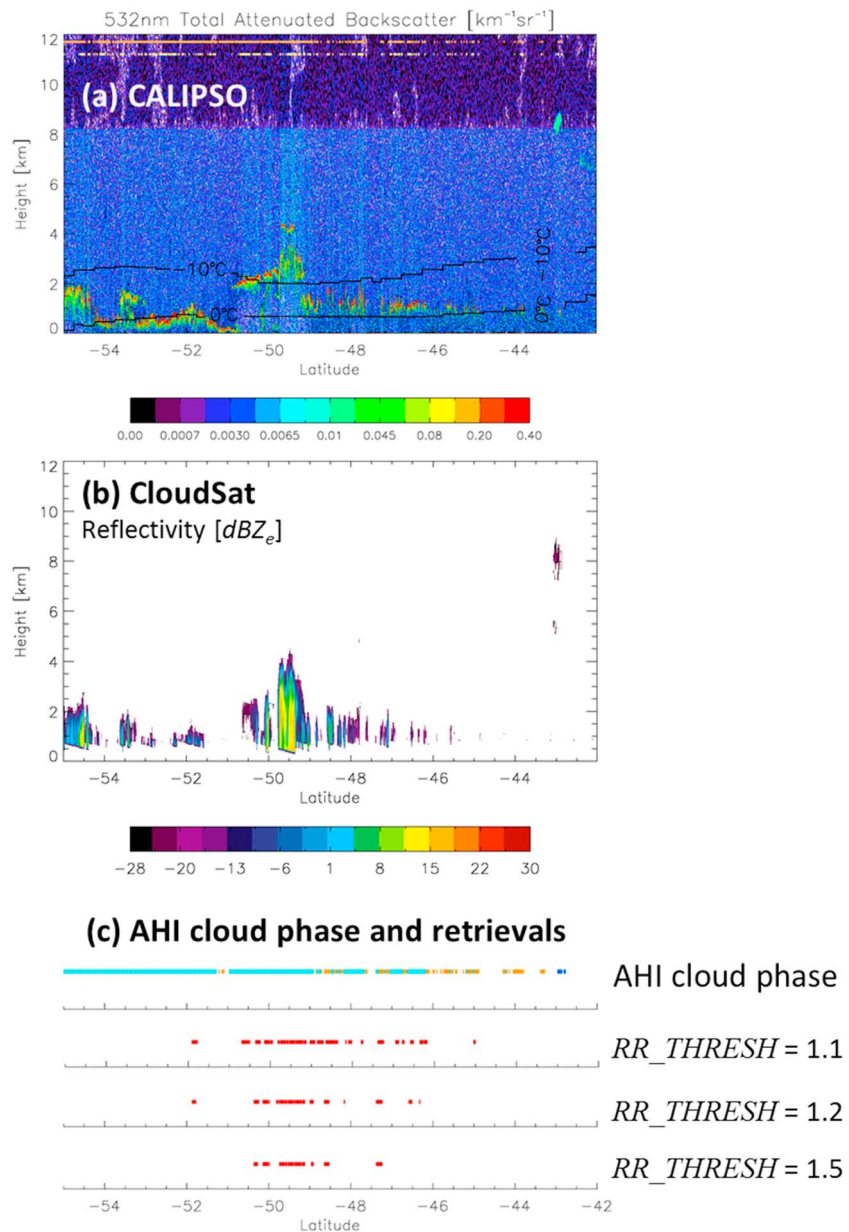 532nm Total Attenuated Backscatter [km⁻¹sr⁻¹]
(a) CALIPSO
Height [km]
12
10
8
6
4
2
0
−10°C
0°C
−10°C
0°C
−54 −52 −50 −48 −46 −44
Latitude
0.00 0.0007 0.0030 0.0065 0.01 0.045 0.08 0.20 0.40
(b) CloudSat
Reflectivity [dBZₑ]
Height [km]
12
10
8
6
4
2
0
−54 −52 −50 −48 −46 −44
Latitude
−28 −20 −13 −6 1 8 15 22 30
(c) AHI cloud phase and retrievals
AHI cloud phase
RR_THRESH = 1.1
RR_THRESH = 1.2
RR_THRESH = 1.5
−54 −52 −50 −48 −46 −44 −42
Latitude